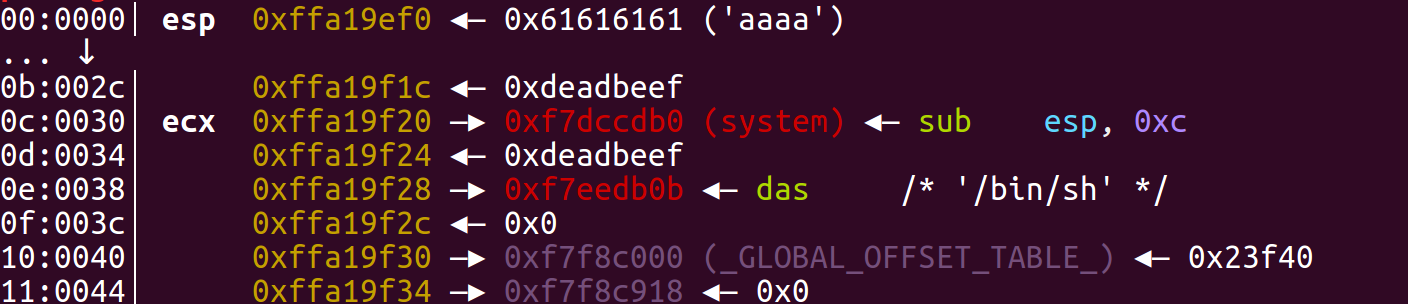 00:0000│ esp 0xffa19ef0 ◂— 0x61616161 ('aaaa')
... ↓
0b:002c│ 0xffa19f1c ◂— 0xdeadbeef
0c:0030│ ecx 0xffa19f20 —▸ 0xf7dccdb0 (system) ◂— sub esp, 0xc
0d:0034│ 0xffa19f24 ◂— 0xdeadbeef
0e:0038│ 0xffa19f28 —▸ 0xf7eedb0b ◂— das /* '/bin/sh' */
0f:003c│ 0xffa19f2c ◂— 0x0
10:0040│ 0xffa19f30 —▸ 0xf7f8c000 (_GLOBAL_OFFSET_TABLE_) ◂— 0x23f40
11:0044│ 0xffa19f34 —▸ 0xf7f8c918 ◂— 0x0